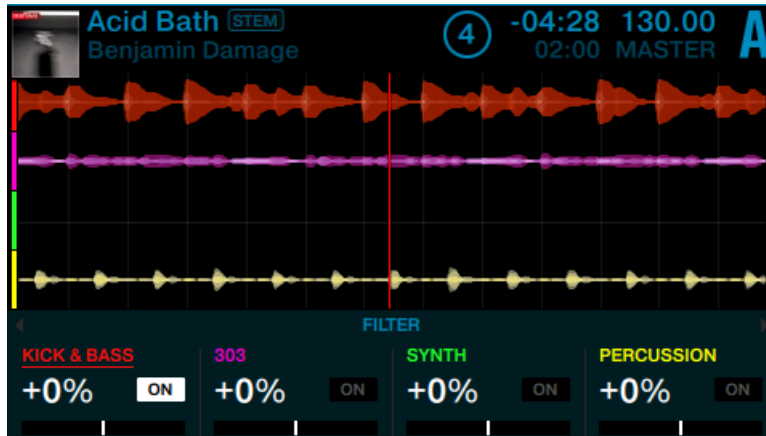 Acid Bath STEM
Benjamin Damage
4
-04:28 130.00
02:00 MASTER
A
FILTER
KICK & BASS 303 SYNTH PERCUSSION
+0% ON +0% ON +0% ON +0% ON